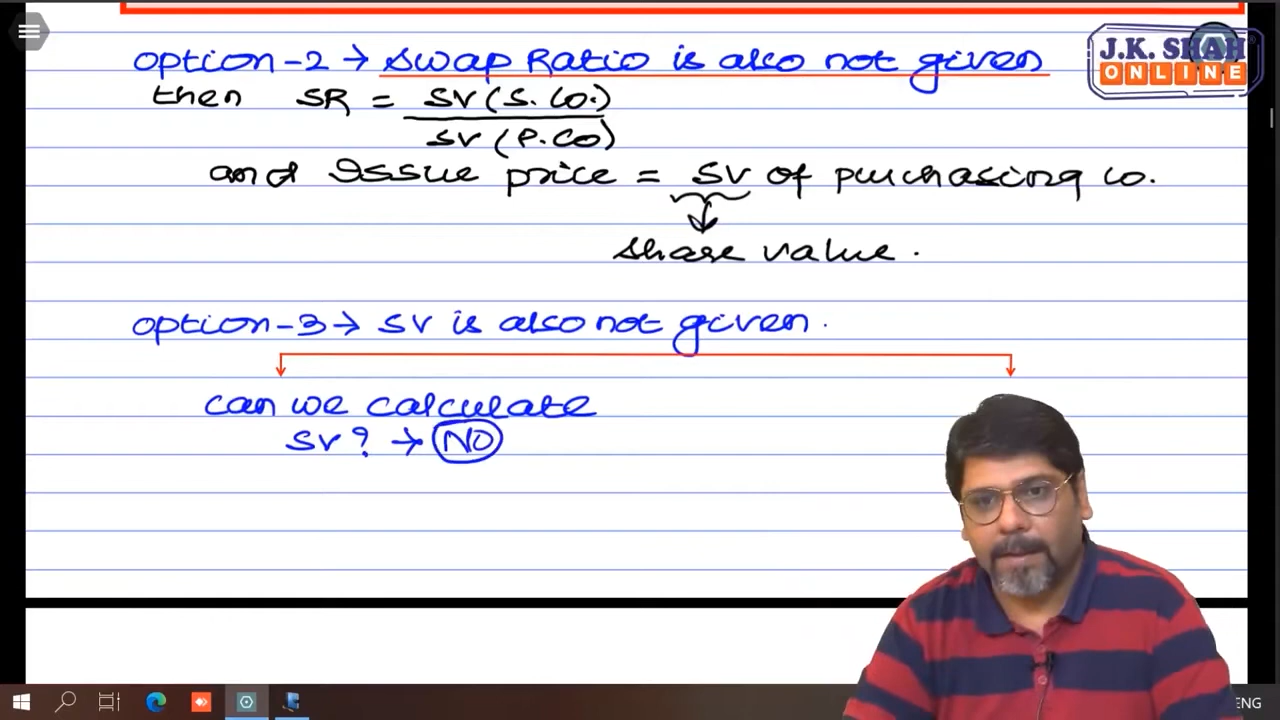 J.K. SHAH
ONLINE
option-2 → Swap Ratio is also not given
then SR = SV (S. Co.)
SV (P. Co)
and Issue price = SV of purchasing Co.
↓
Share value.
option-3 → SV is also not given.
can we calculate
SV? → NO
ENG